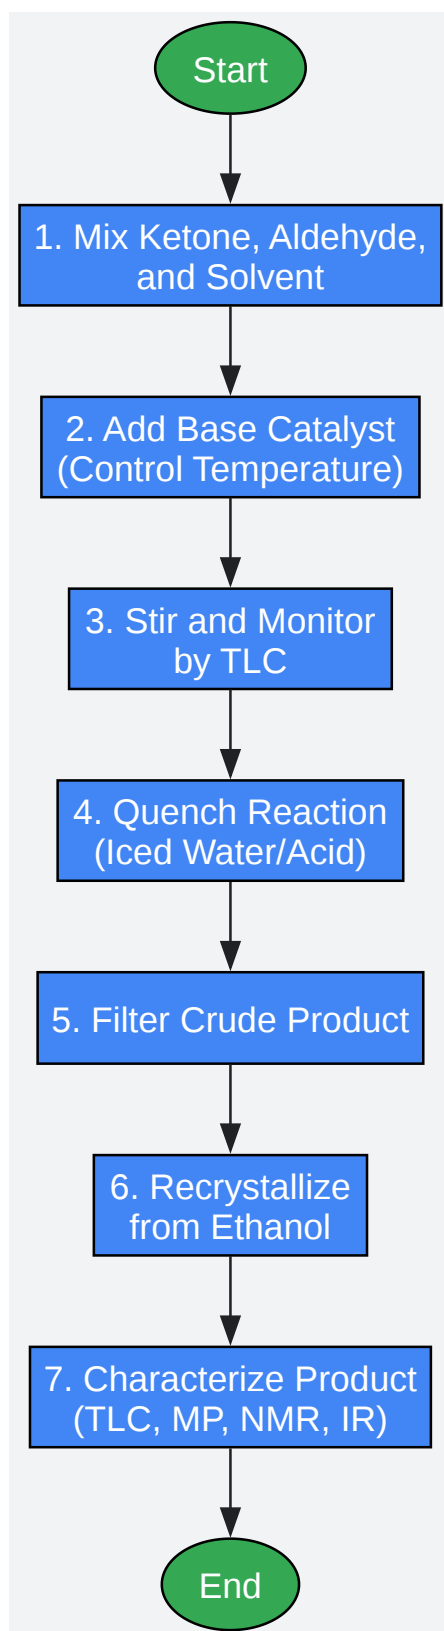 Start
1. Mix Ketone, Aldehyde,
and Solvent
2. Add Base Catalyst
(Control Temperature)
3. Stir and Monitor
by TLC
4. Quench Reaction
(Iced Water/Acid)
5. Filter Crude Product
6. Recrystallize
from Ethanol
7. Characterize Product
(TLC, MP, NMR, IR)
End